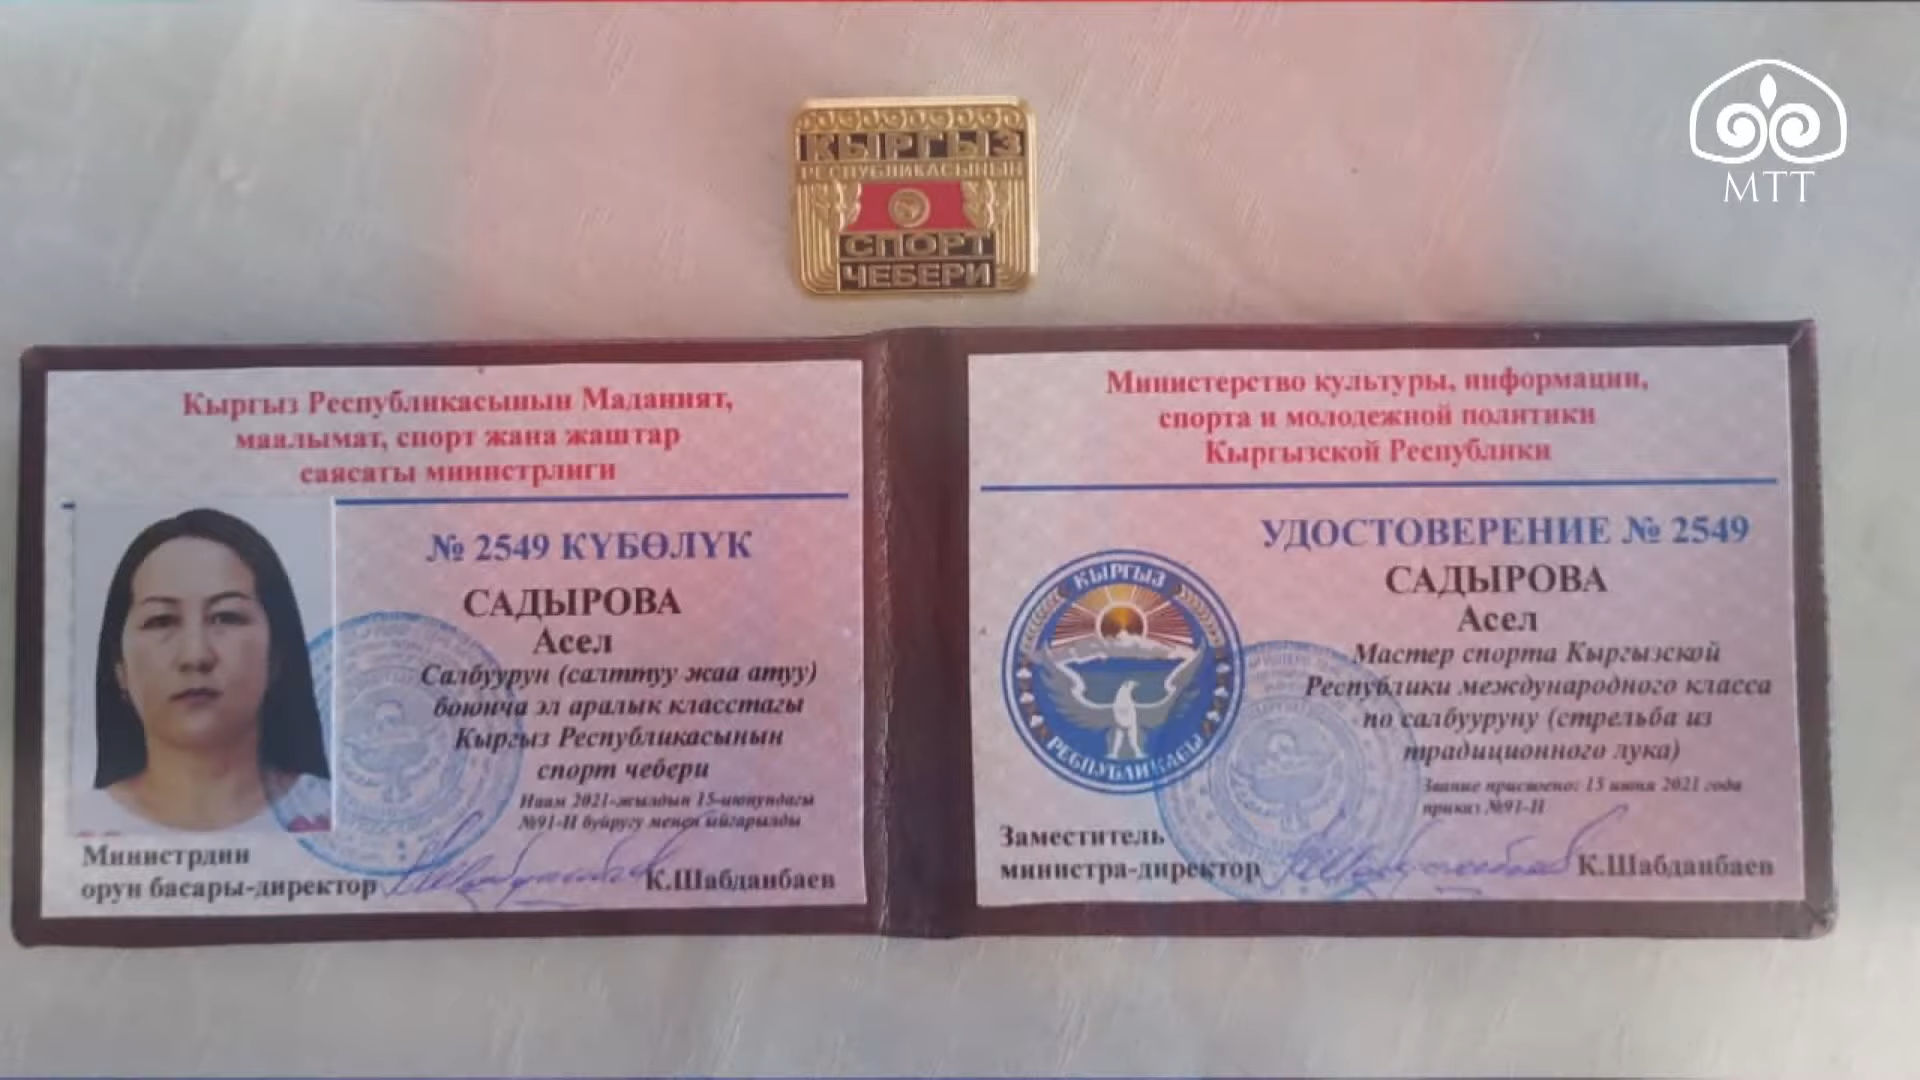 МТТ
КЫРГЫЗ
РЕСПУБЛИКАСЫНЫН
СПОРТ
ЧЕБЕРИ
Кыргыз Республикасынын Маданият,
маалымат, спорт жана жаштар
саясаты министрлиги
№ 2549 КҮБӨЛҮК
САДЫРОВА
Асел
Салбуурун (салттуу жаа атуу)
боюнча эл аралык класстагы
Кыргыз Республикасынын
спорт чебери
Наам 2021-жылдын 15-июнундагы
№91-П буйругу менен ыйгарылды
Министрдин
орун басары-директор
К.Шабданбаев
Министерство культуры, информации,
спорта и молодежной политики
Кыргызской Республики
УДОСТОВЕРЕНИЕ № 2549
САДЫРОВА
Асел
Мастер спорта Кыргызской
Республики международного класса
по салбууруну (стрельба из
традиционного лука)
Звание присвоено: 15 июня 2021 года
приказ №91-П
КЫРГЫЗ
РЕСПУБЛИКАСЫ
Заместитель
министра-директор
К.Шабданбаев